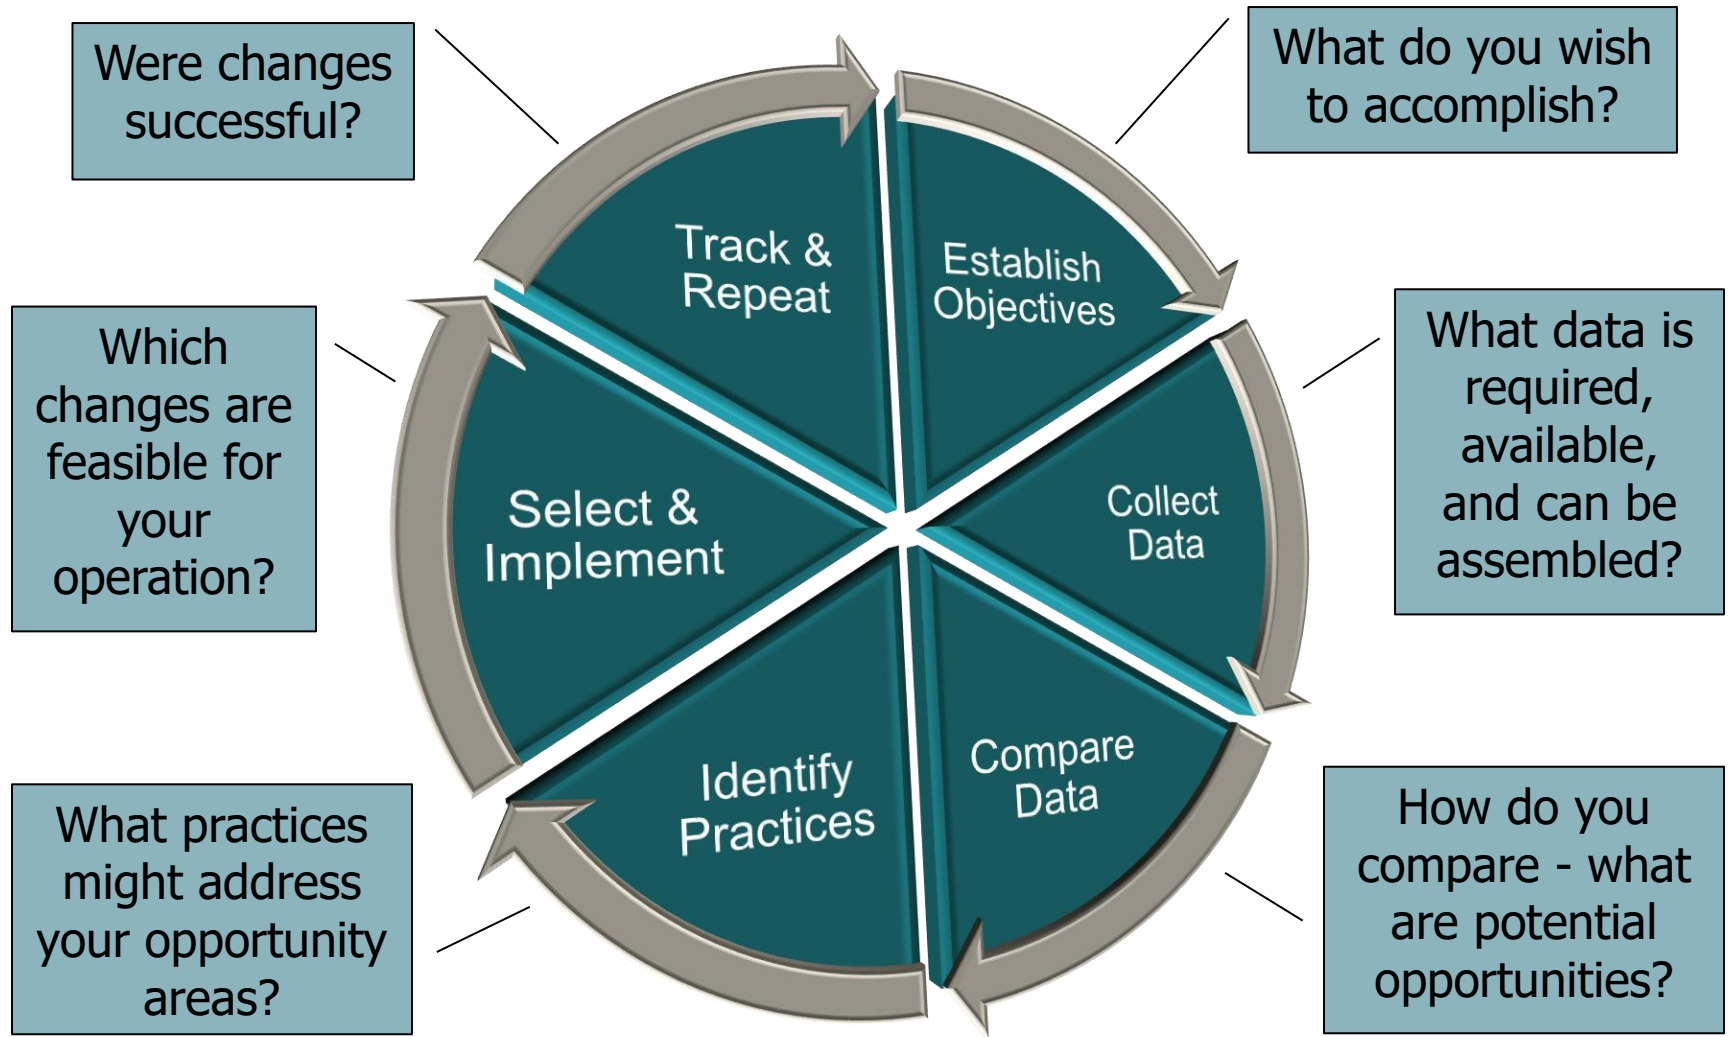 Were changes
successful?
What do you wish
to accomplish?
Track &
Repeat
Establish
Objectives
Which
changes are
feasible for
your
operation?
What data is
required,
available,
and can be
assembled?
Select &
Implement
Collect
Data
Identify
Practices
Compare
Data
What practices
might address
your opportunity
areas?
How do you
compare - what
are potential
opportunities?